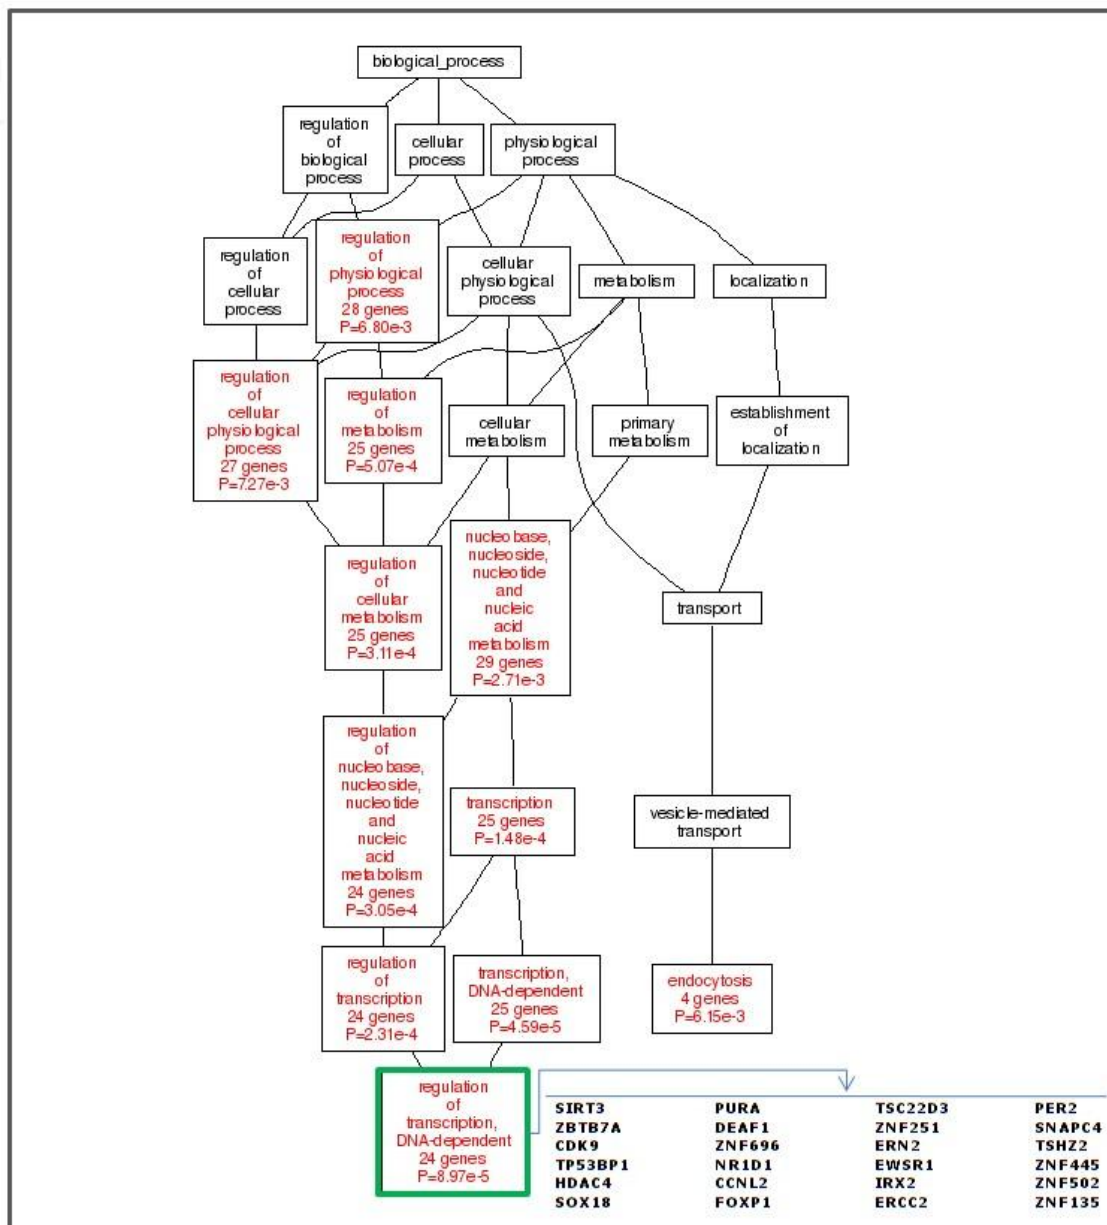 biological_process
regulation
of
biological
process
cellular
process
physiological
process
regulation
of
cellular
process
regulation
of
physiological
process
28 genes
P=6.80e-3
cellular
physiological
process
metabolism
localization
regulation
of
cellular
physiological
process
27 genes
P=7.27e-3
regulation
of
metabolism
25 genes
P=5.07e-4
cellular
metabolism
primary
metabolism
establishment
of
localization
regulation
of
cellular
metabolism
25 genes
P=3.11e-4
nucleobase,
nucleoside,
nucleotide
and
nucleic
acid
metabolism
29 genes
P=2.71e-3
transport
regulation
of
nucleobase,
nucleoside,
nucleotide
and
nucleic
acid
metabolism
24 genes
P=3.05e-4
transcription
25 genes
P=1.48e-4
vesicle-mediated
transport
regulation
of
transcription
24 genes
P=2.31e-4
transcription,
DNA-dependent
25 genes
P=4.59e-5
endocytosis
4 genes
P=6.15e-3
regulation
of
transcription,
DNA-dependent
24 genes
P=8.97e-5
SIRT3 PURA TSC22D3 PER2
ZBTB7A DEAF1 ZNF251 SNAPC4
CDK9 ZNF696 ERN2 TSHZ2
TP53BP1 NR1D1 EWSR1 ZNF445
HDAC4 CCNL2 IRX2 ZNF502
SOX18 FOXP1 ERCC2 ZNF135